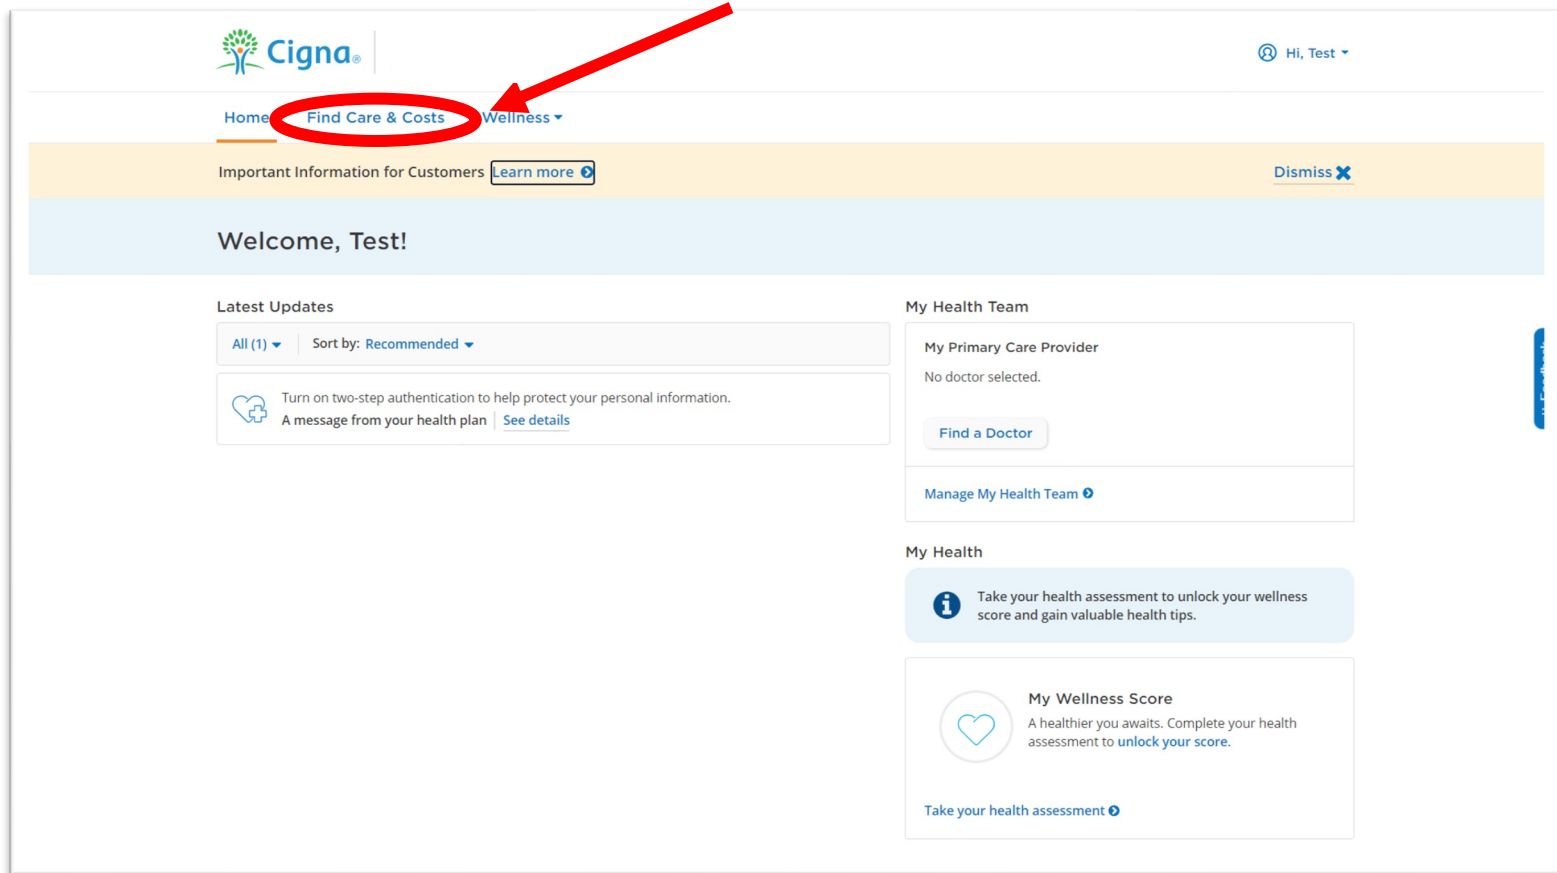 Cigna®
Hi, Test
Home Find Care & Costs Wellness
Important Information for Customers Learn more Dismiss
Welcome, Test!
Latest Updates
All (1) Sort by: Recommended
Turn on two-step authentication to help protect your personal information.
A message from your health plan See details
My Health Team
My Primary Care Provider
No doctor selected.
Find a Doctor
Manage My Health Team
My Health
Take your health assessment to unlock your wellness
score and gain valuable health tips.
My Wellness Score
A healthier you awaits. Complete your health
assessment to unlock your score.
Take your health assessment
Feedback